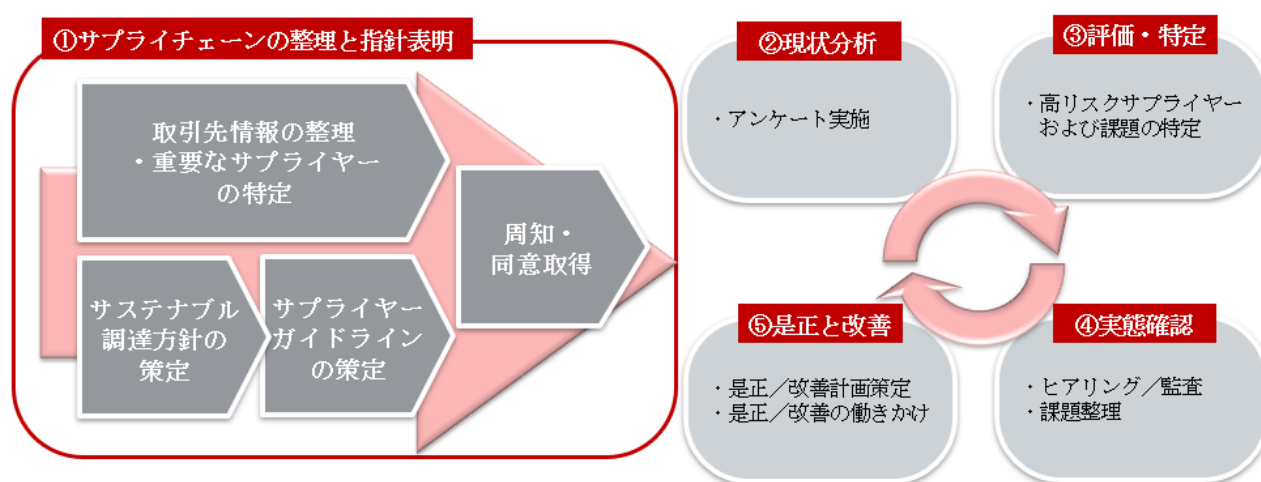 ①サプライチェーンの整理と指針表明
取引先情報の整理
・重要なサプライヤー
の特定
サステナブル
調達方針の
策定
サプライヤー
ガイドライン
の策定
周知・
同意取得
②現状分析
・アンケート実施
③評価・特定
・高リスクサプライヤー
および課題の特定
④実態確認
・ヒアリング／監査
・課題整理
⑤是正と改善
・是正／改善計画策定
・是正／改善の働きかけ